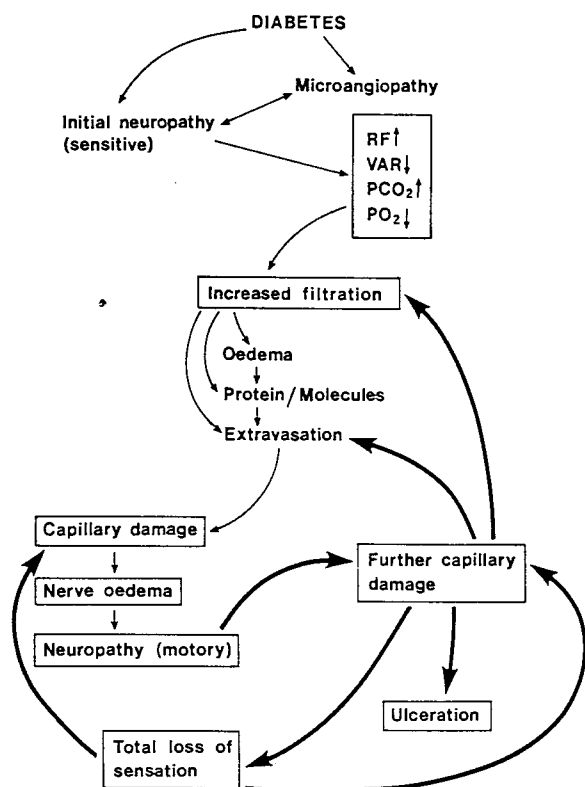 DIABETES
Microangiopathy
Initial neuropathy
(sensitive)
RF↑
VAR↓
PCO₂↑
PO₂↓
Increased filtration
Oedema
Protein/Molecules
Extravasation
Capillary damage
Nerve oedema
Neuropathy (motory)
Further capillary
damage
Ulceration
Total loss of
sensation